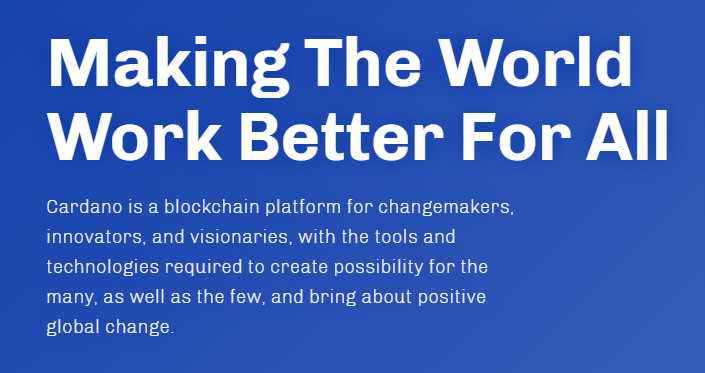 Making The World
Work Better For All
Cardano is a blockchain platform for changemakers,
innovators, and visionaries, with the tools and
technologies required to create possibility for the
many, as well as the few, and bring about positive
global change.